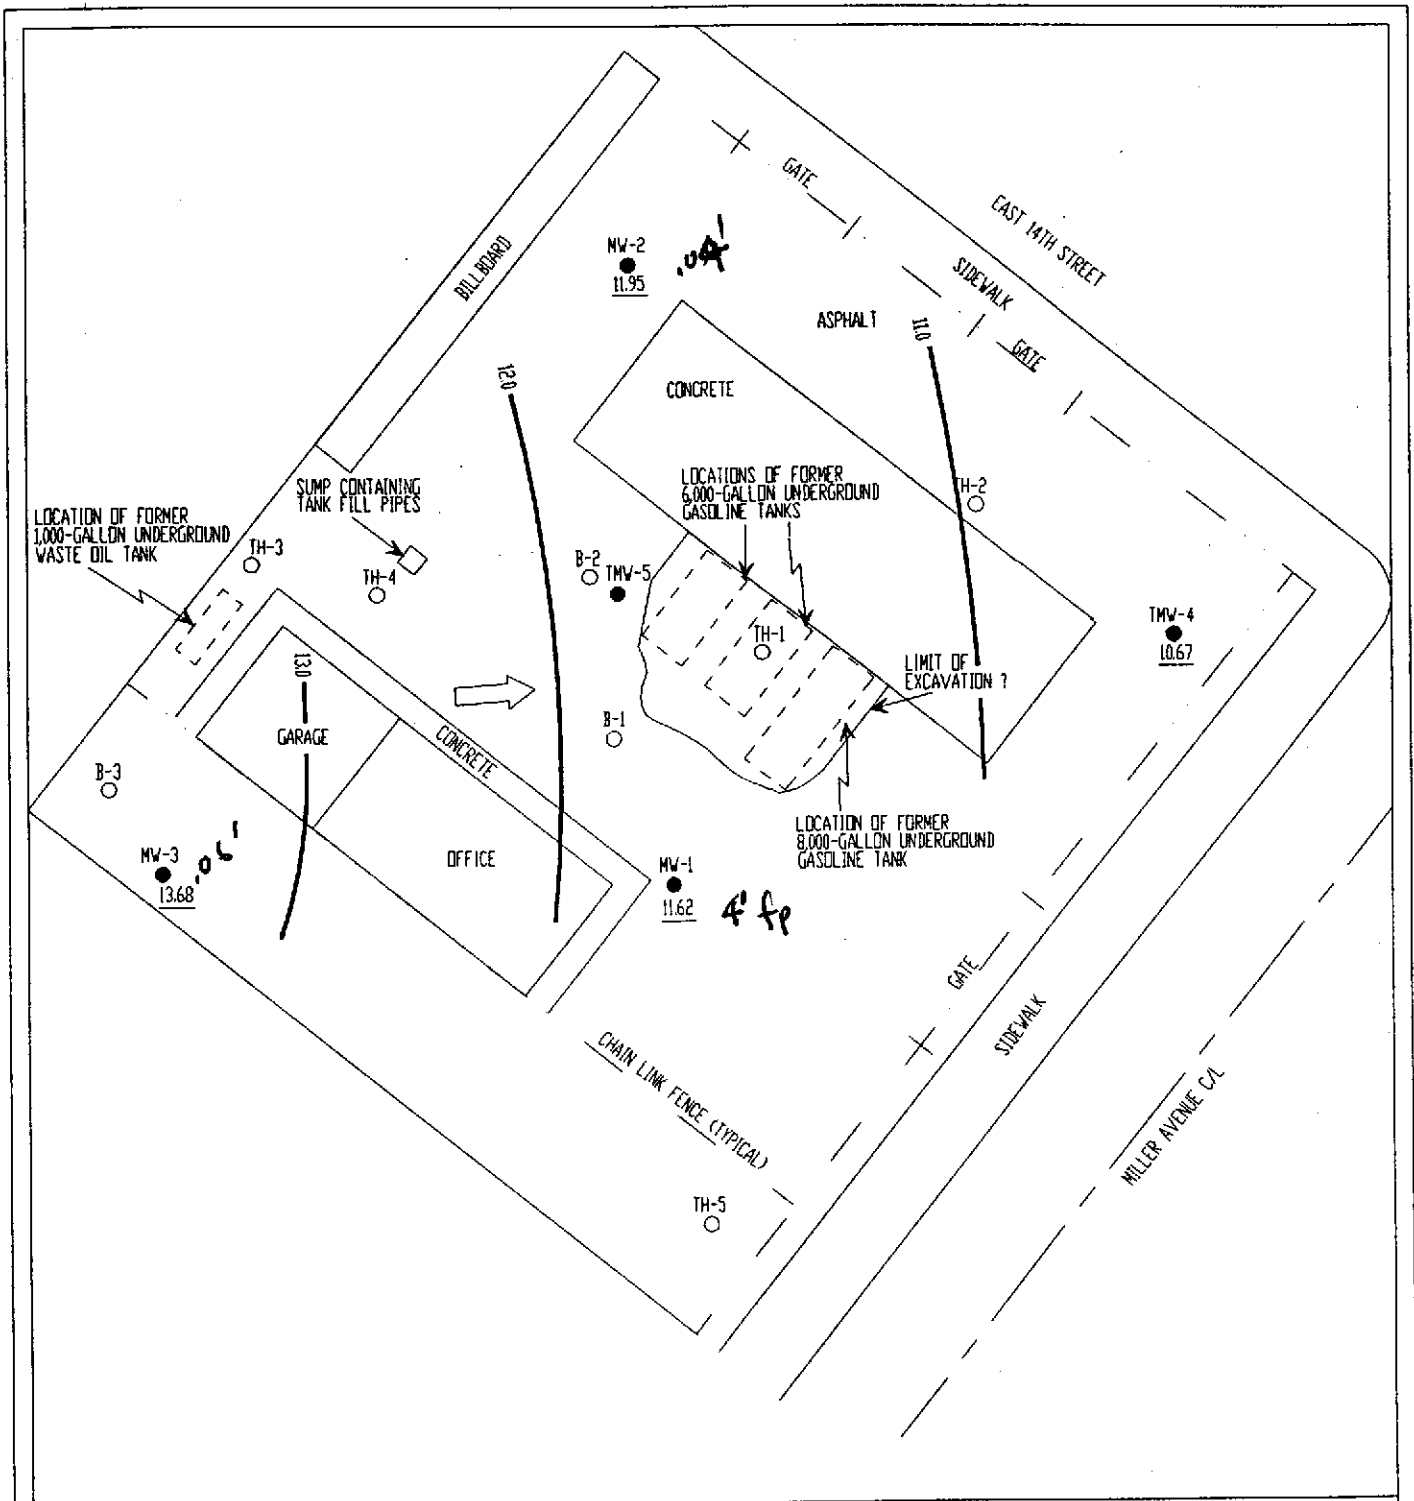 GATE
EAST 14TH STREET
SIDEWALK
BILLBOARD
MW-2
11.95
.04'
ASPHALT
11.0
GATE
12.0
CONCRETE
SUMP CONTAINING
TANK FILL PIPES
LOCATIONS OF FORMER
6,000-GALLON UNDERGROUND
GASOLINE TANKS
TH-2
LOCATION OF FORMER
1,000-GALLON UNDERGROUND
WASTE OIL TANK
TH-3
TH-4
B-2
TMW-5
TH-1
TMW-4
10.67
LIMIT OF
EXCAVATION ?
13.0
GARAGE
CONCRETE
B-1
B-3
MW-3
13.68
.06'
OFFICE
MW-1
11.62
4' fp
LOCATION OF FORMER
8,000-GALLON UNDERGROUND
GASOLINE TANK
GATE
SIDEWALK
CHAIN LINK FENCE (TYPICAL)
MILLER AVENUE C/L
TH-5